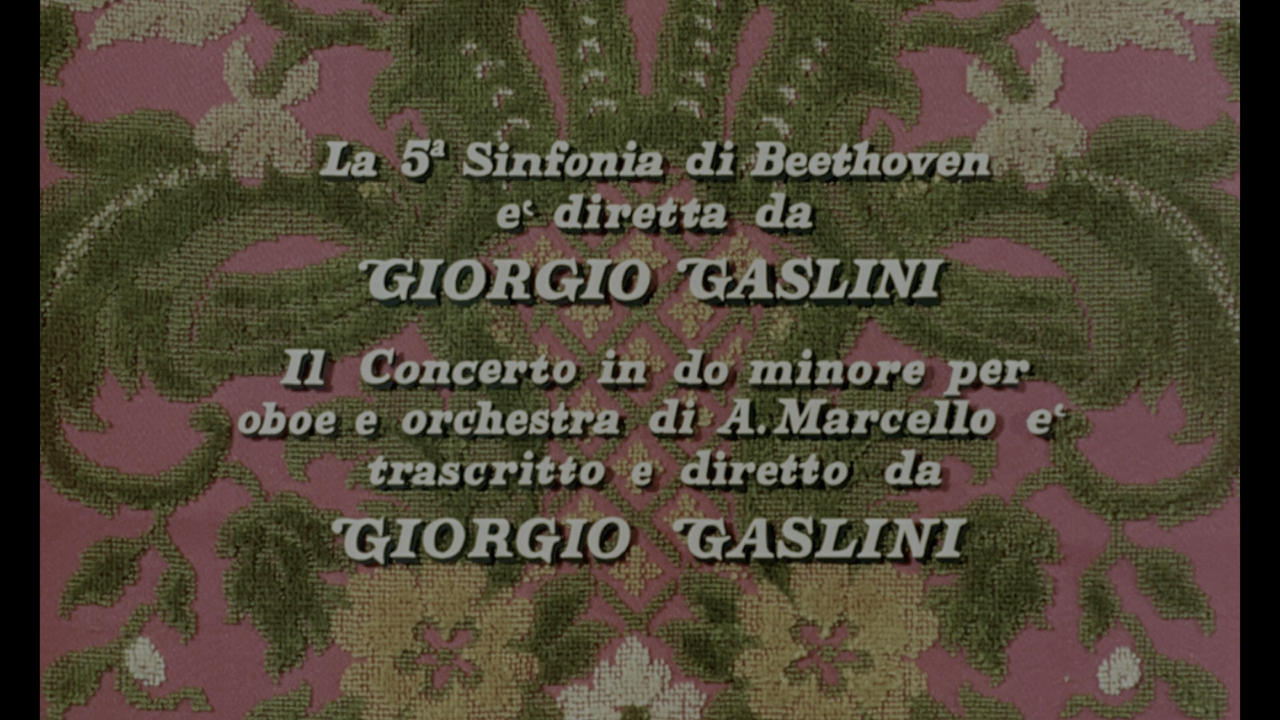 La 5ª Sinfonia di Beethoven
e‘ diretta da
GIORGIO GASLINI
Il Concerto in do minore per
oboe e orchestra di A. Marcello e‘
trascritto e diretto da
GIORGIO GASLINI